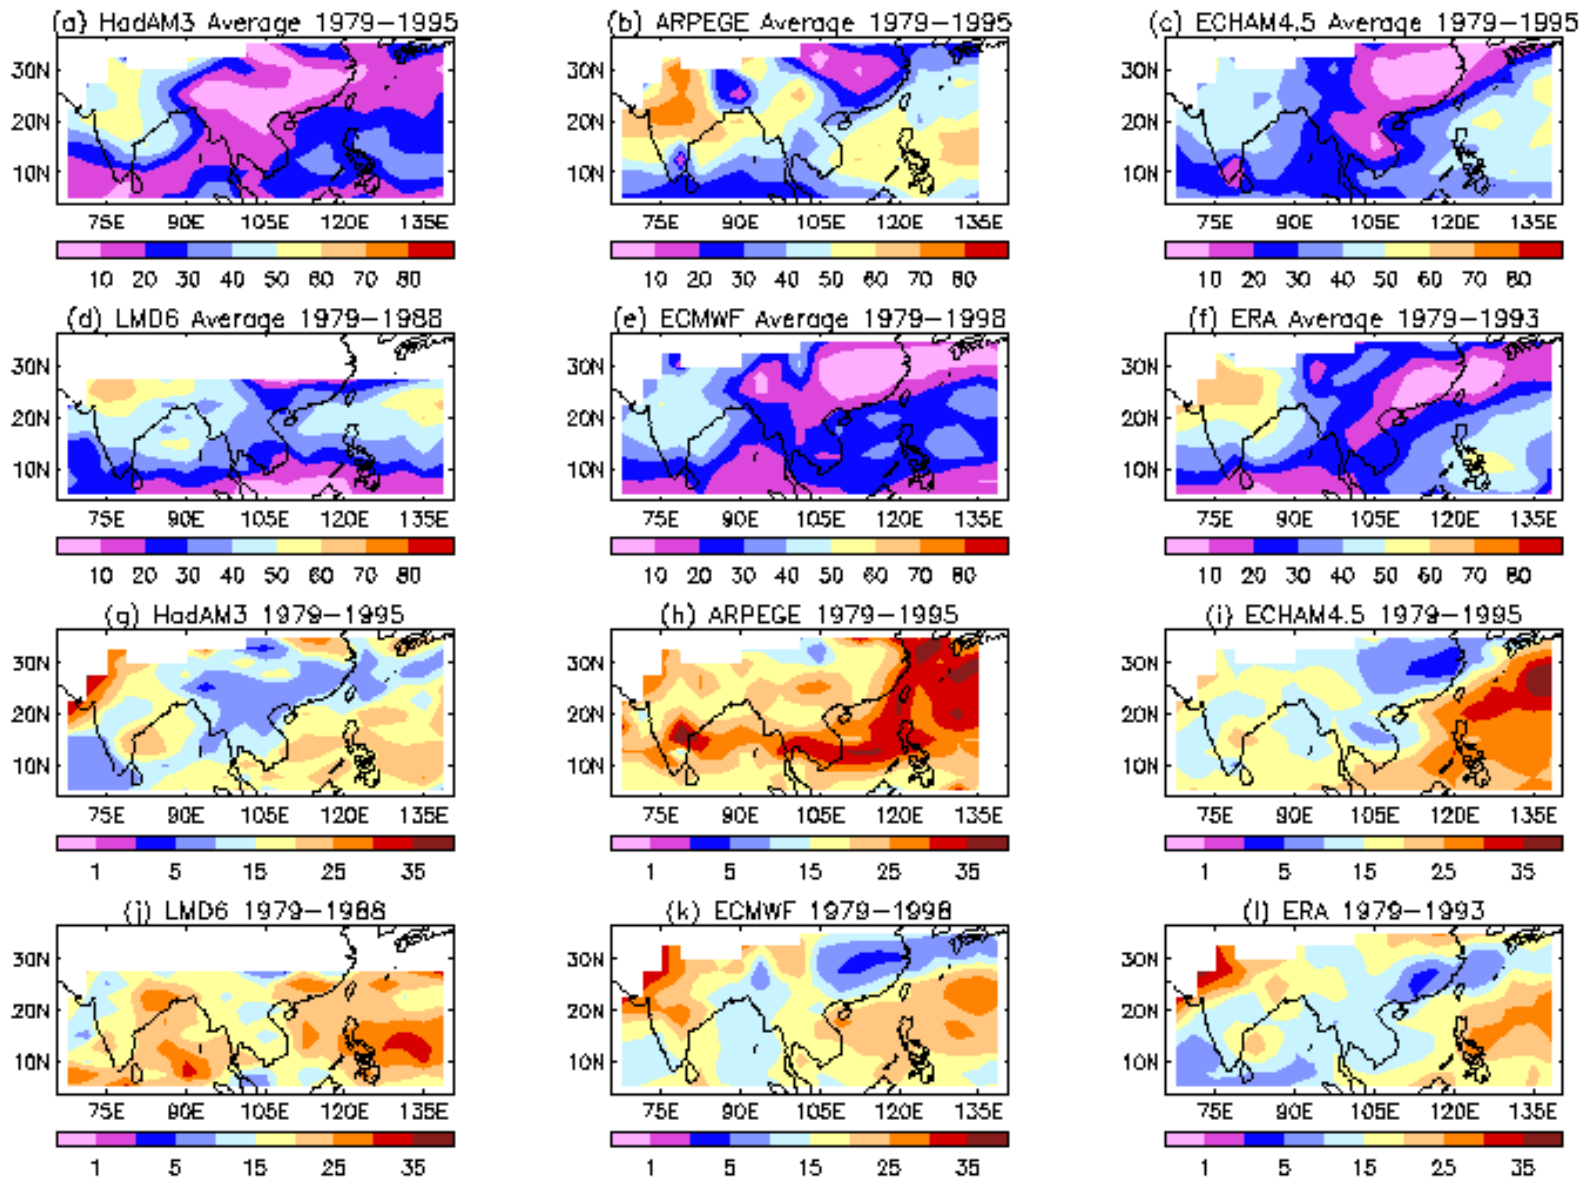 (a) HadAM3 Average 1979-1995
(b) ARPEGE Average 1979-1995
(c) ECHAM4.5 Average 1979-1995
30N 30N 30N
20N 20N 20N
10N 10N 10N
75E 90E 105E 120E 135E 75E 90E 105E 120E 135E 75E 90E 105E 120E 135E
10 20 30 40 50 60 70 80 10 20 30 40 50 60 70 80 10 20 30 40 50 60 70 80
(d) LMD6 Average 1979-1988
(e) ECMWF Average 1979-1998
(f) ERA Average 1979-1993
30N 30N 30N
20N 20N 20N
10N 10N 10N
75E 90E 105E 120E 135E 75E 90E 105E 120E 135E 75E 90E 105E 120E 135E
10 20 30 40 50 60 70 80 10 20 30 40 50 60 70 80 10 20 30 40 50 60 70 80
(g) HadAM3 1979-1995
(h) ARPEGE 1979-1995
(i) ECHAM4.5 1979-1995
30N 30N 30N
20N 20N 20N
10N 10N 10N
75E 90E 105E 120E 135E 75E 90E 105E 120E 135E 75E 90E 105E 120E 135E
1 5 15 25 35 1 5 15 25 35 1 5 15 25 35
(j) LMD6 1979-1988
(k) ECMWF 1979-1998
(l) ERA 1979-1993
30N 30N 30N
20N 20N 20N
10N 10N 10N
75E 90E 105E 120E 135E 75E 90E 105E 120E 135E 75E 90E 105E 120E 135E
1 5 15 25 35 1 5 15 25 35 1 5 15 25 35